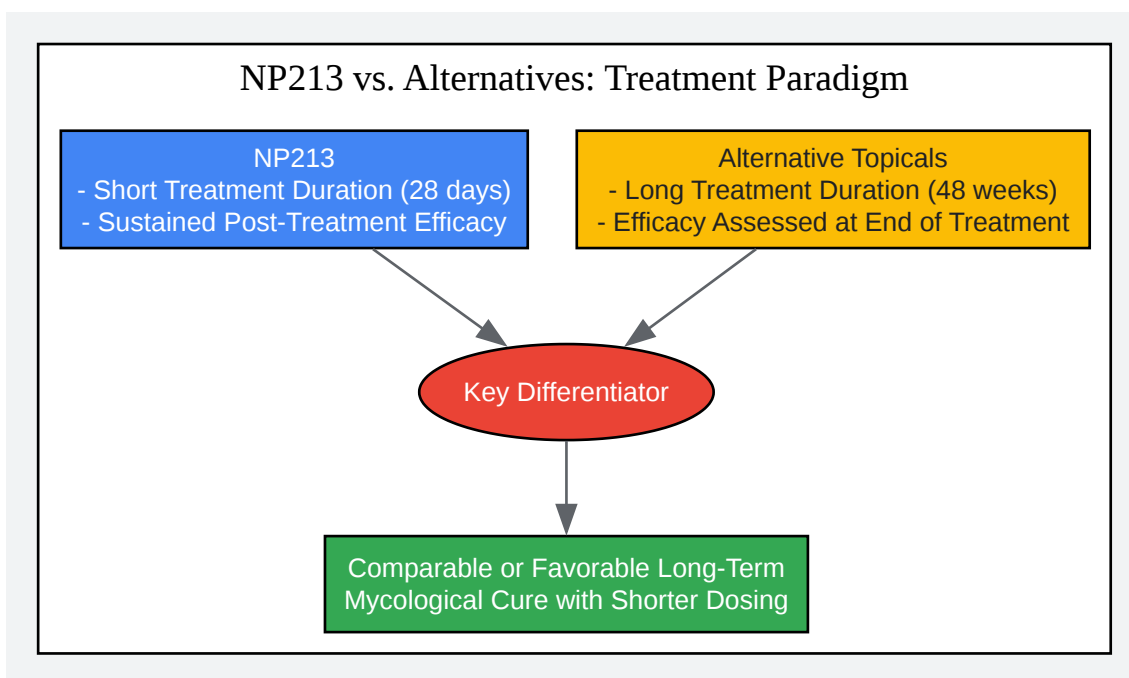 NP213 vs. Alternatives: Treatment Paradigm
NP213
- Short Treatment Duration (28 days)
- Sustained Post-Treatment Efficacy
Alternative Topicals
- Long Treatment Duration (48 weeks)
- Efficacy Assessed at End of Treatment
Key Differentiator
Comparable or Favorable Long-Term
Mycological Cure with Shorter Dosing